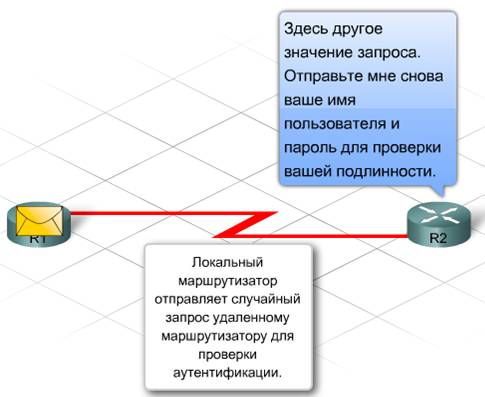 Здесь другое
значение запроса.
Отправьте мне снова
ваше имя
пользователя и
пароль для проверки
вашей подлинности.
R1
R2
Локальный
маршрутизатор
отправляет случайный
запрос удаленному
маршрутизатору для
проверки
аутентификации.